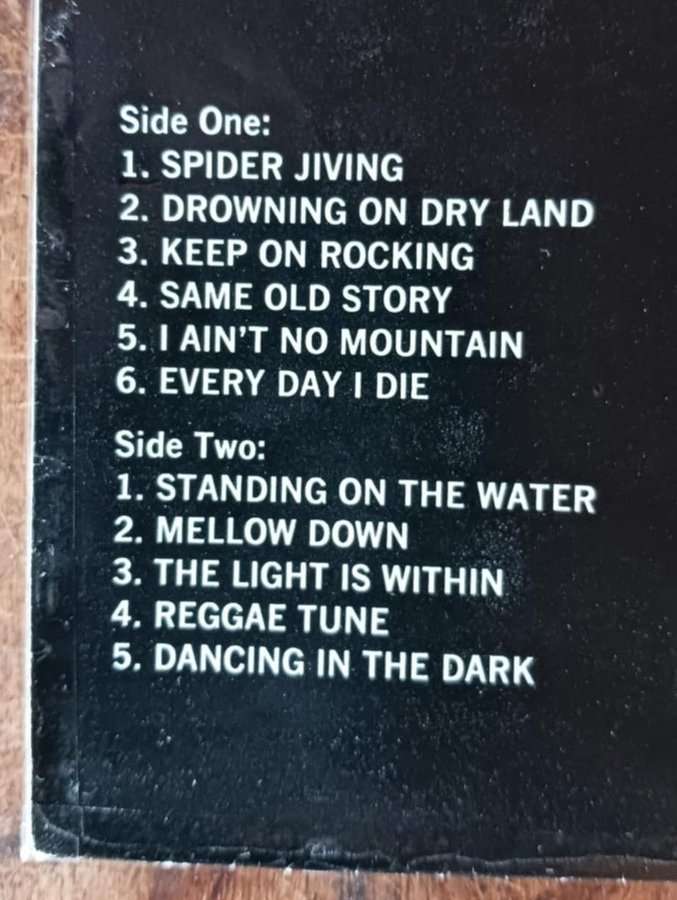 Side One:
1. SPIDER JIVING
2. DROWNING ON DRY LAND
3. KEEP ON ROCKING
4. SAME OLD STORY
5. I AIN'T NO MOUNTAIN
6. EVERY DAY I DIE
Side Two:
1. STANDING ON THE WATER
2. MELLOW DOWN
3. THE LIGHT IS WITHIN
4. REGGAE TUNE
5. DANCING IN THE DARK